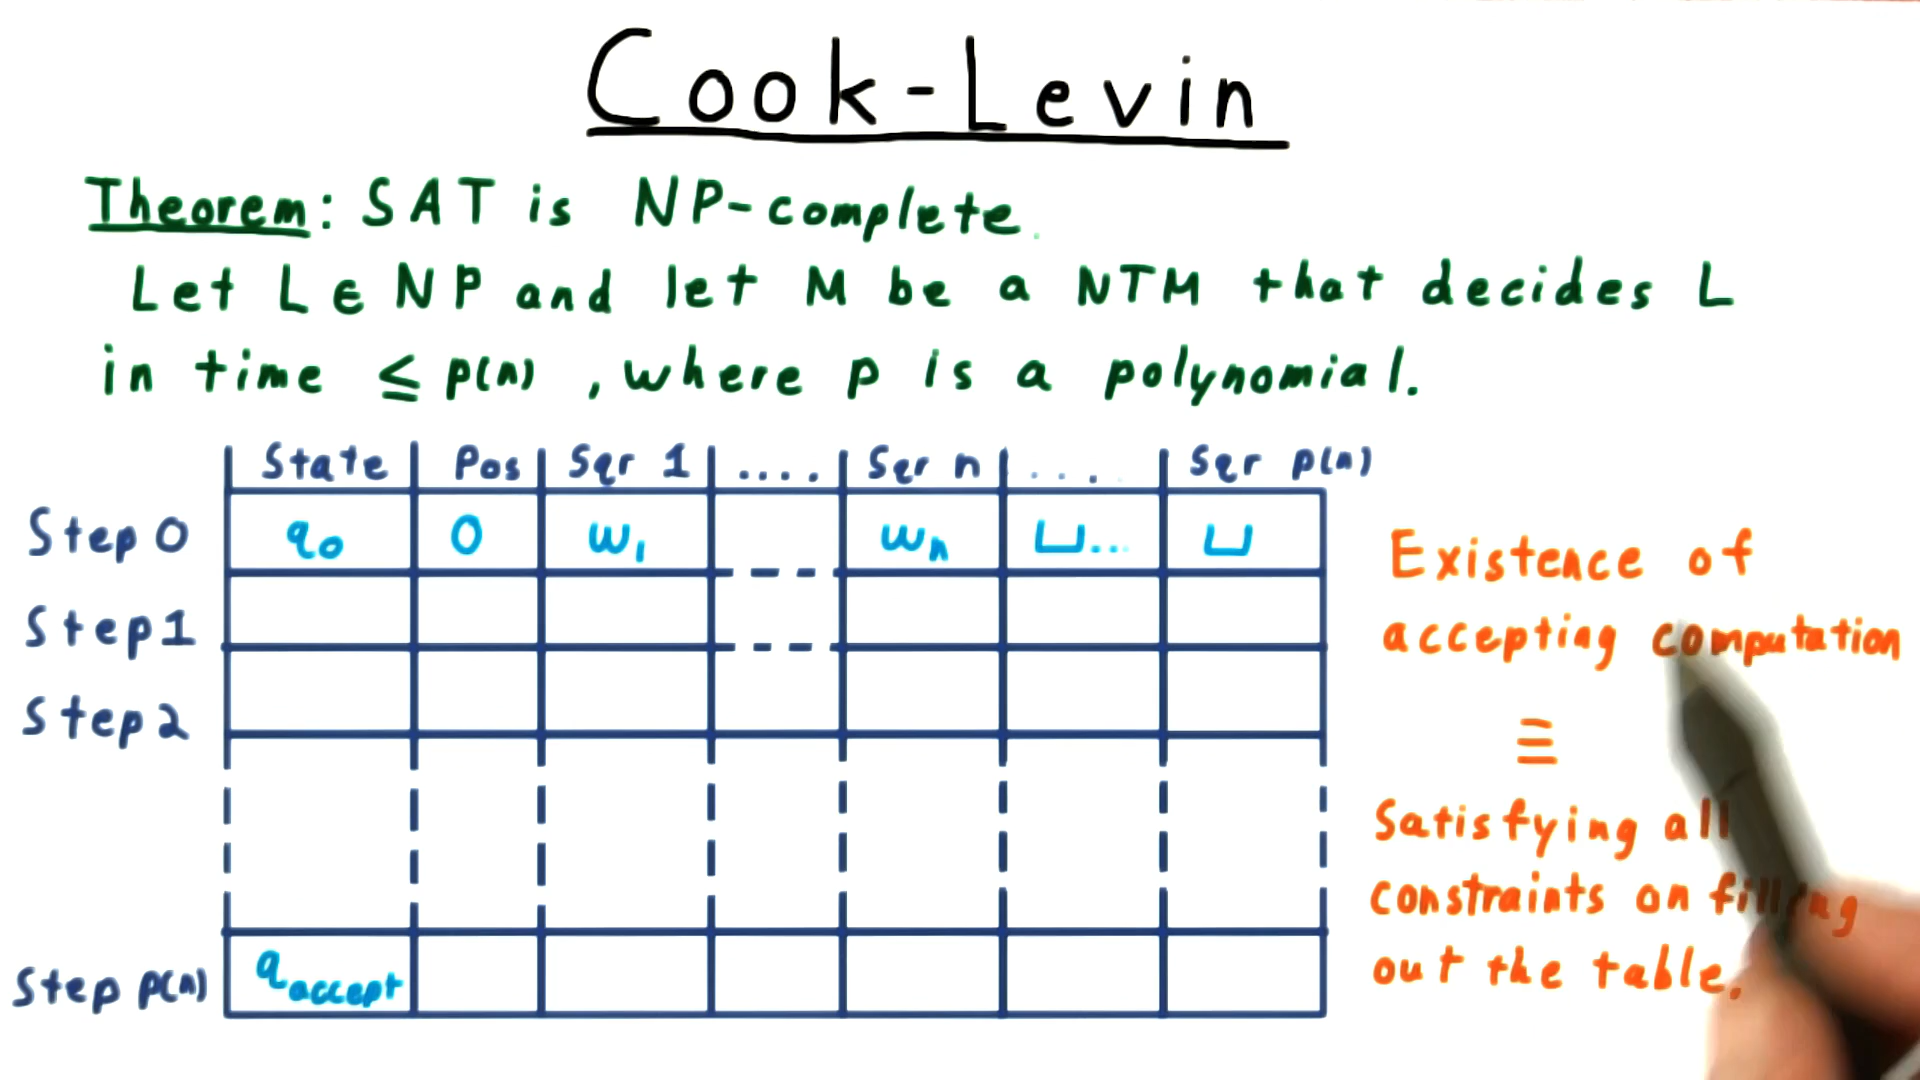 Cook-Levin
Theorem: SAT is NP-complete.
Let L ∈ NP and let M be a NTM that decides L
in time ≤ p(n), where p is a polynomial.
State Pos Sqr 1 .... Sqr n .... Sqr p(n)
Step 0 q₀ 0 w₁ wₙ ⊔... ⊔
Step 1
Step 2
Step p(n) q_accept
Existence of
accepting computation
≡
Satisfying all
constraints on filling
out the table.